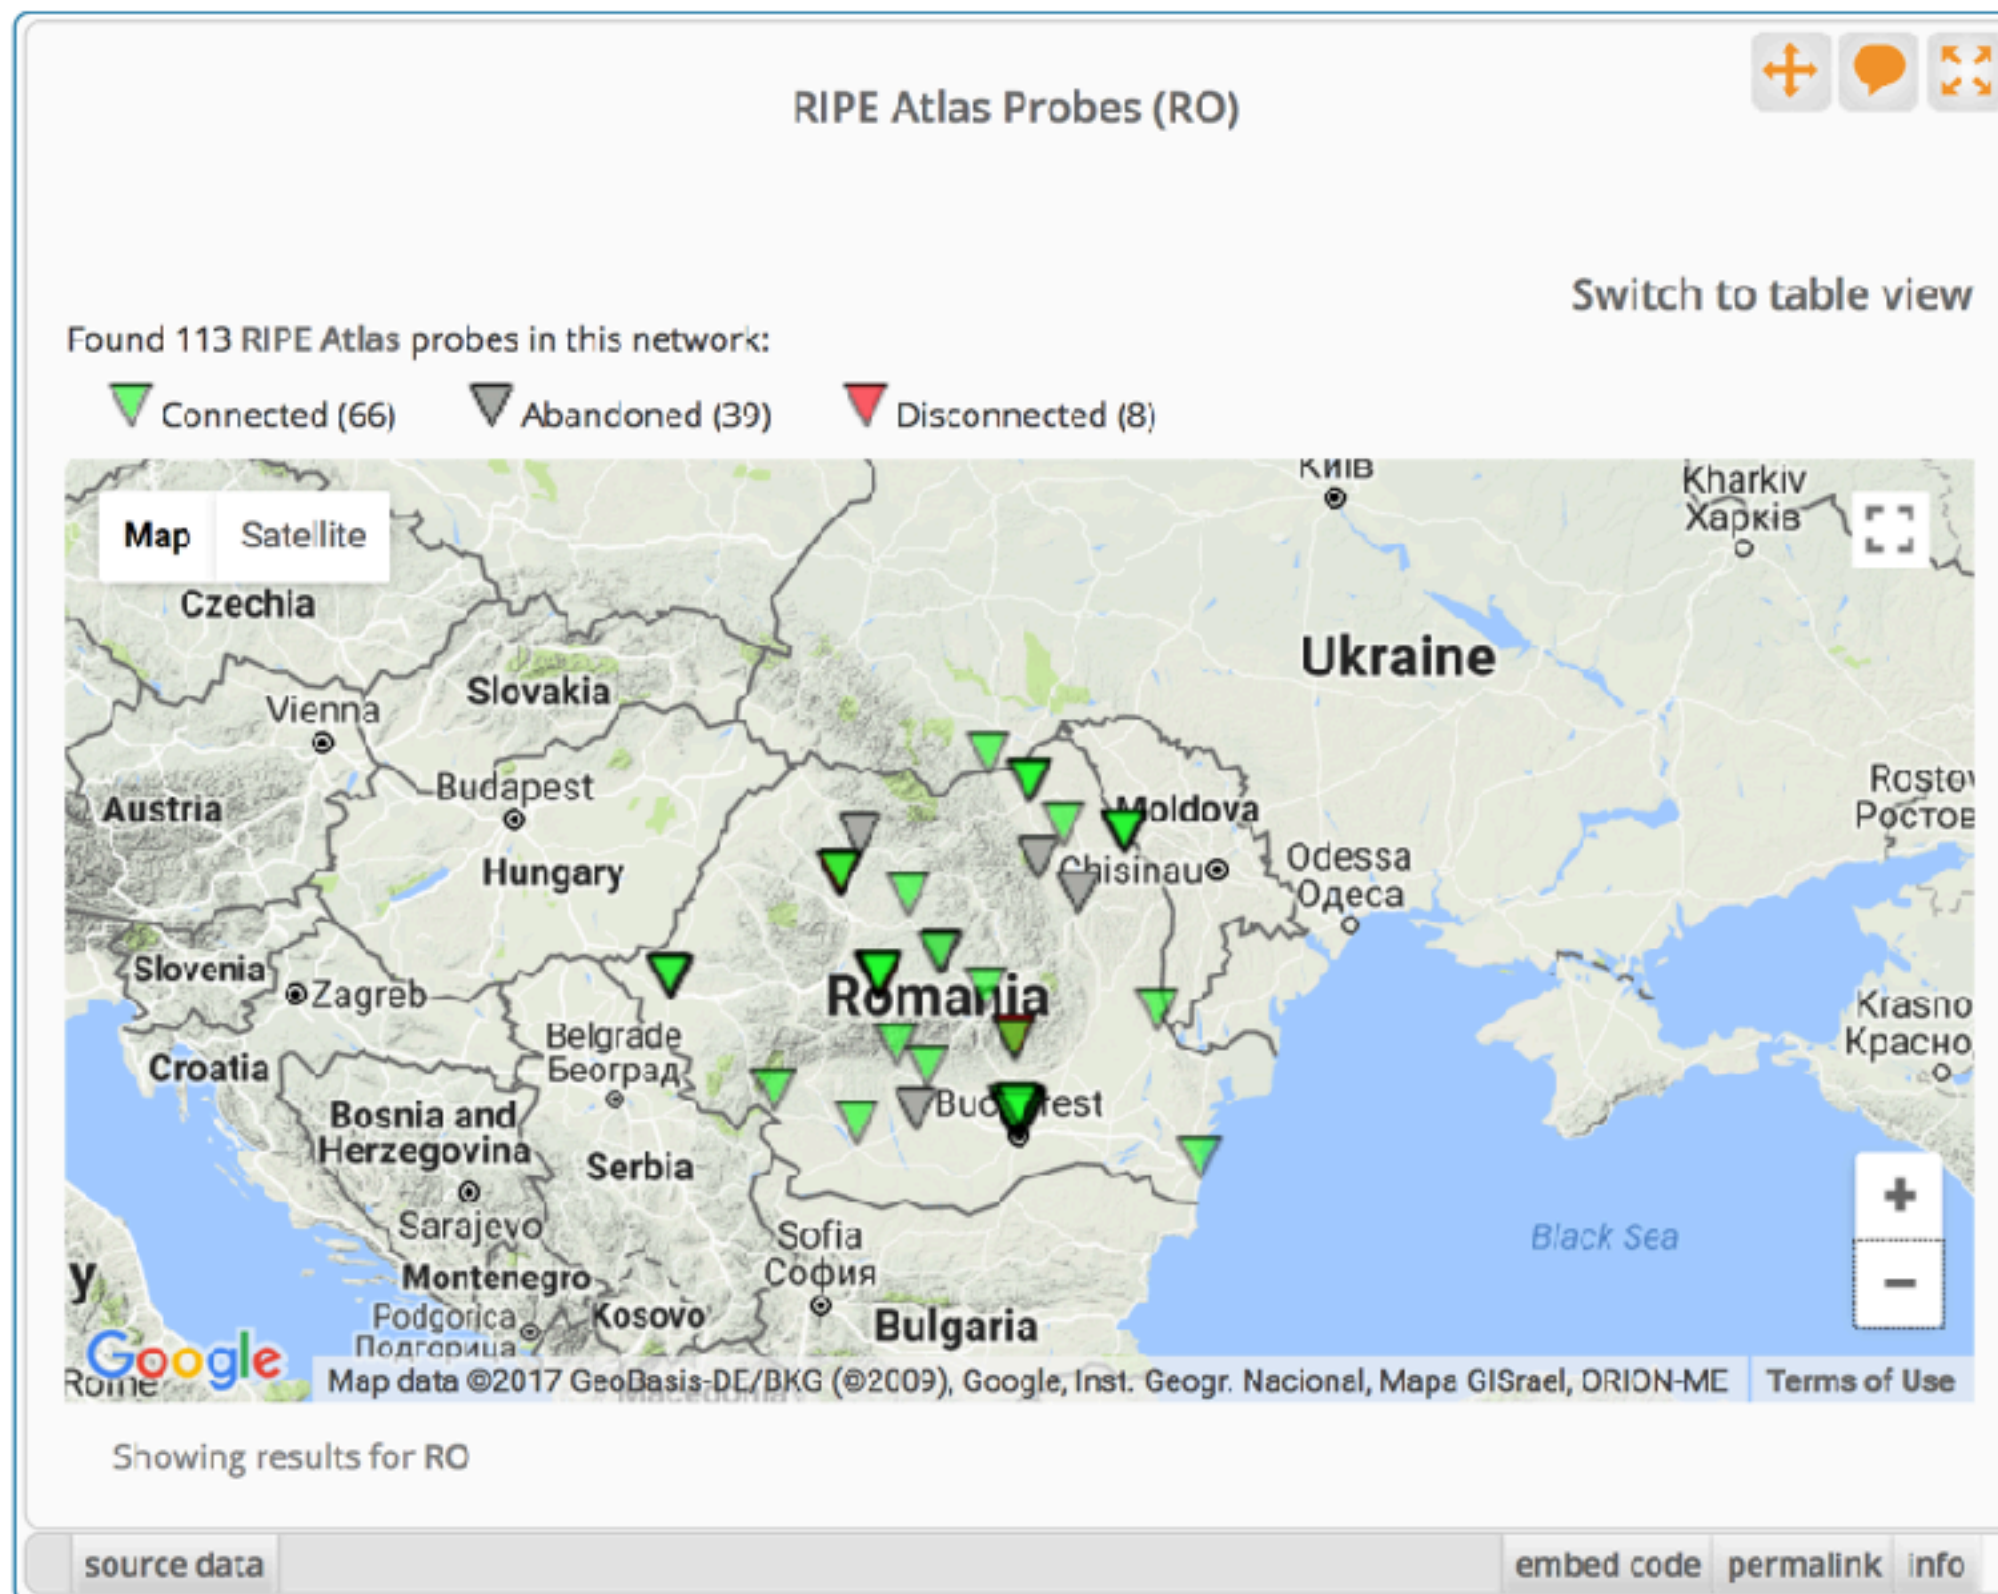 RIPE Atlas Probes (RO)
Switch to table view
Found 113 RIPE Atlas probes in this network:
Connected (66) Abandoned (39) Disconnected (8)
Map Satellite
Київ
Kharkiv
Харків
Czechia
Ukraine
Slovakia
Vienna
Budapest
Austria
Moldova
Rostov
Ростов
Hungary
Chisinau
Odessa
Одеса
Slovenia
Zagreb
Romania
Krasno
Красно
Belgrade
Београд
Croatia
Bucharest
Bosnia and
Herzegovina
Serbia
Sarajevo
Sofia
София
Black Sea
Montenegro
y
Podgorica
Подгорица
Kosovo
Bulgaria
Google
Rome
Macedonia
Map data ©2017 GeoBasis-DE/BKG (©2009), Google, Inst. Geogr. Nacional, Mapa GISrael, ORION-ME Terms of Use
Showing results for RO
source data embed code permalink info